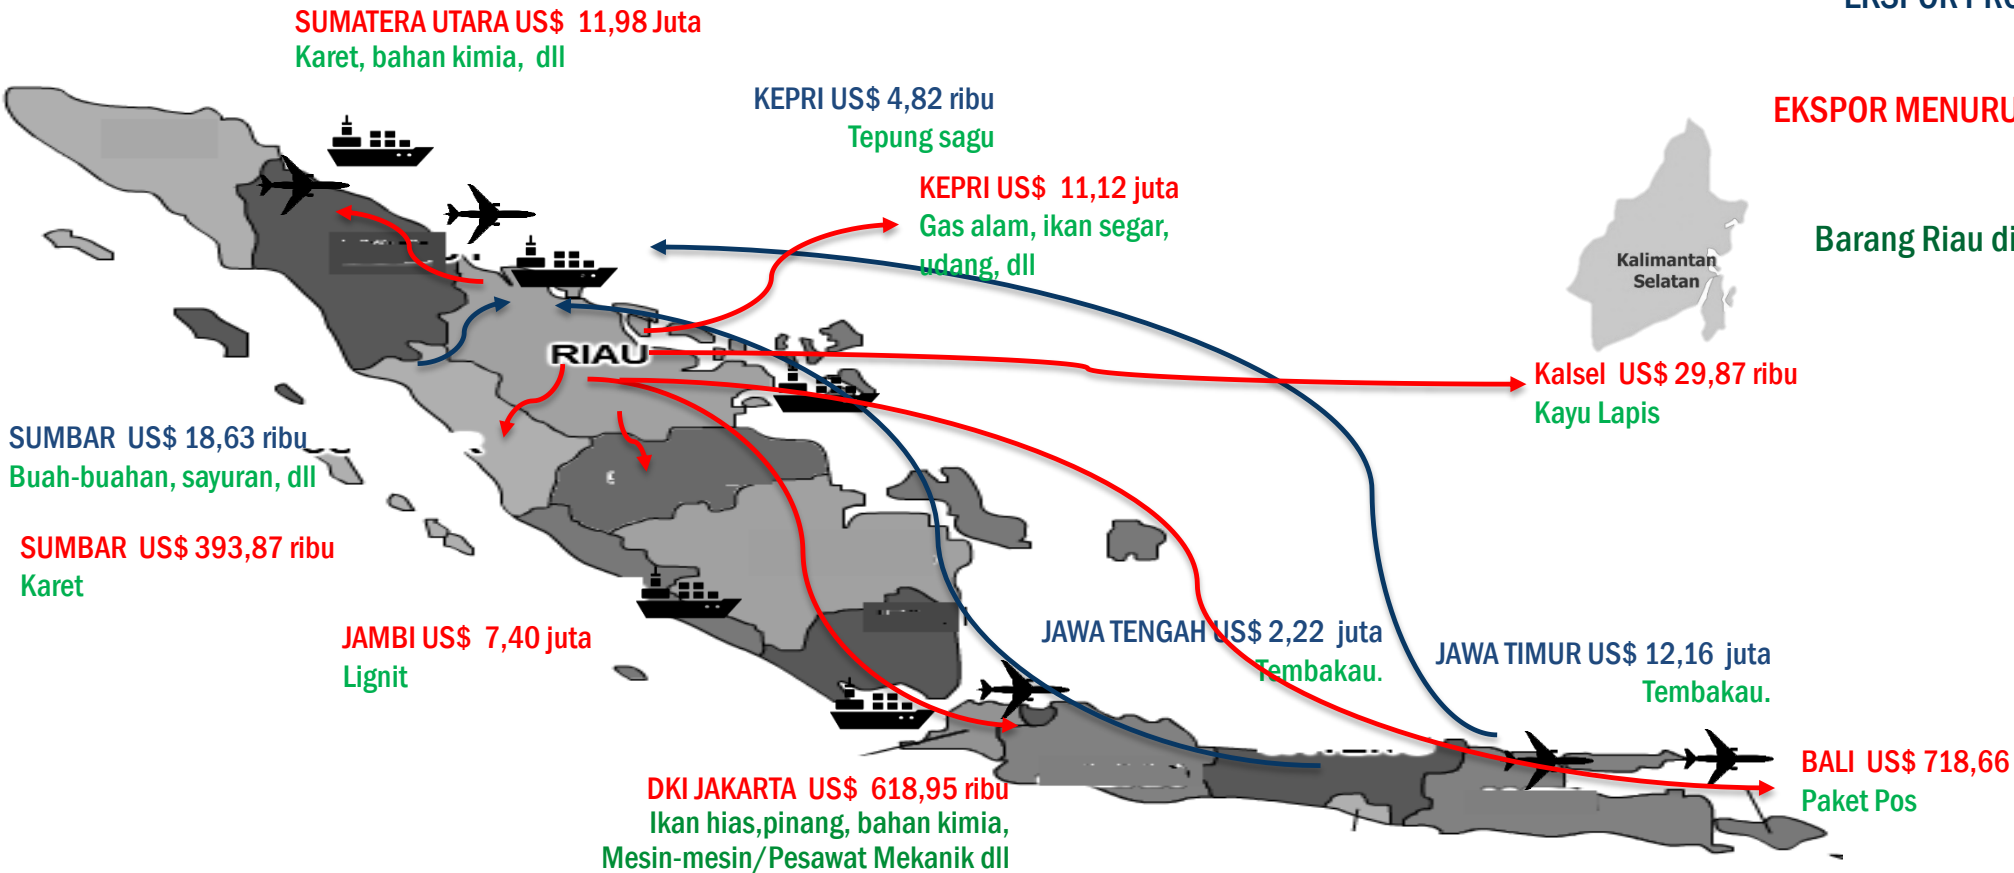 EKSPOR PRO
SUMATERA UTARA US$ 11,98 Juta
Karet, bahan kimia, dll
KEPRI US$ 4,82 ribu
Tepung sagu
EKSPOR MENURU
KEPRI US$ 11,12 juta
Gas alam, ikan segar,
udang, dll
Barang Riau di
Kalimantan
Selatan
RIAU
Kalsel US$ 29,87 ribu
Kayu Lapis
SUMBAR US$ 18,63 ribu
Buah-buahan, sayuran, dll
SUMBAR US$ 393,87 ribu
Karet
JAMBI US$ 7,40 juta
Lignit
JAWA TENGAH US$ 2,22 juta
Tembakau.
JAWA TIMUR US$ 12,16 juta
Tembakau.
BALI US$ 718,66
Paket Pos
DKI JAKARTA US$ 618,95 ribu
Ikan hias,pinang, bahan kimia,
Mesin-mesin/Pesawat Mekanik dll